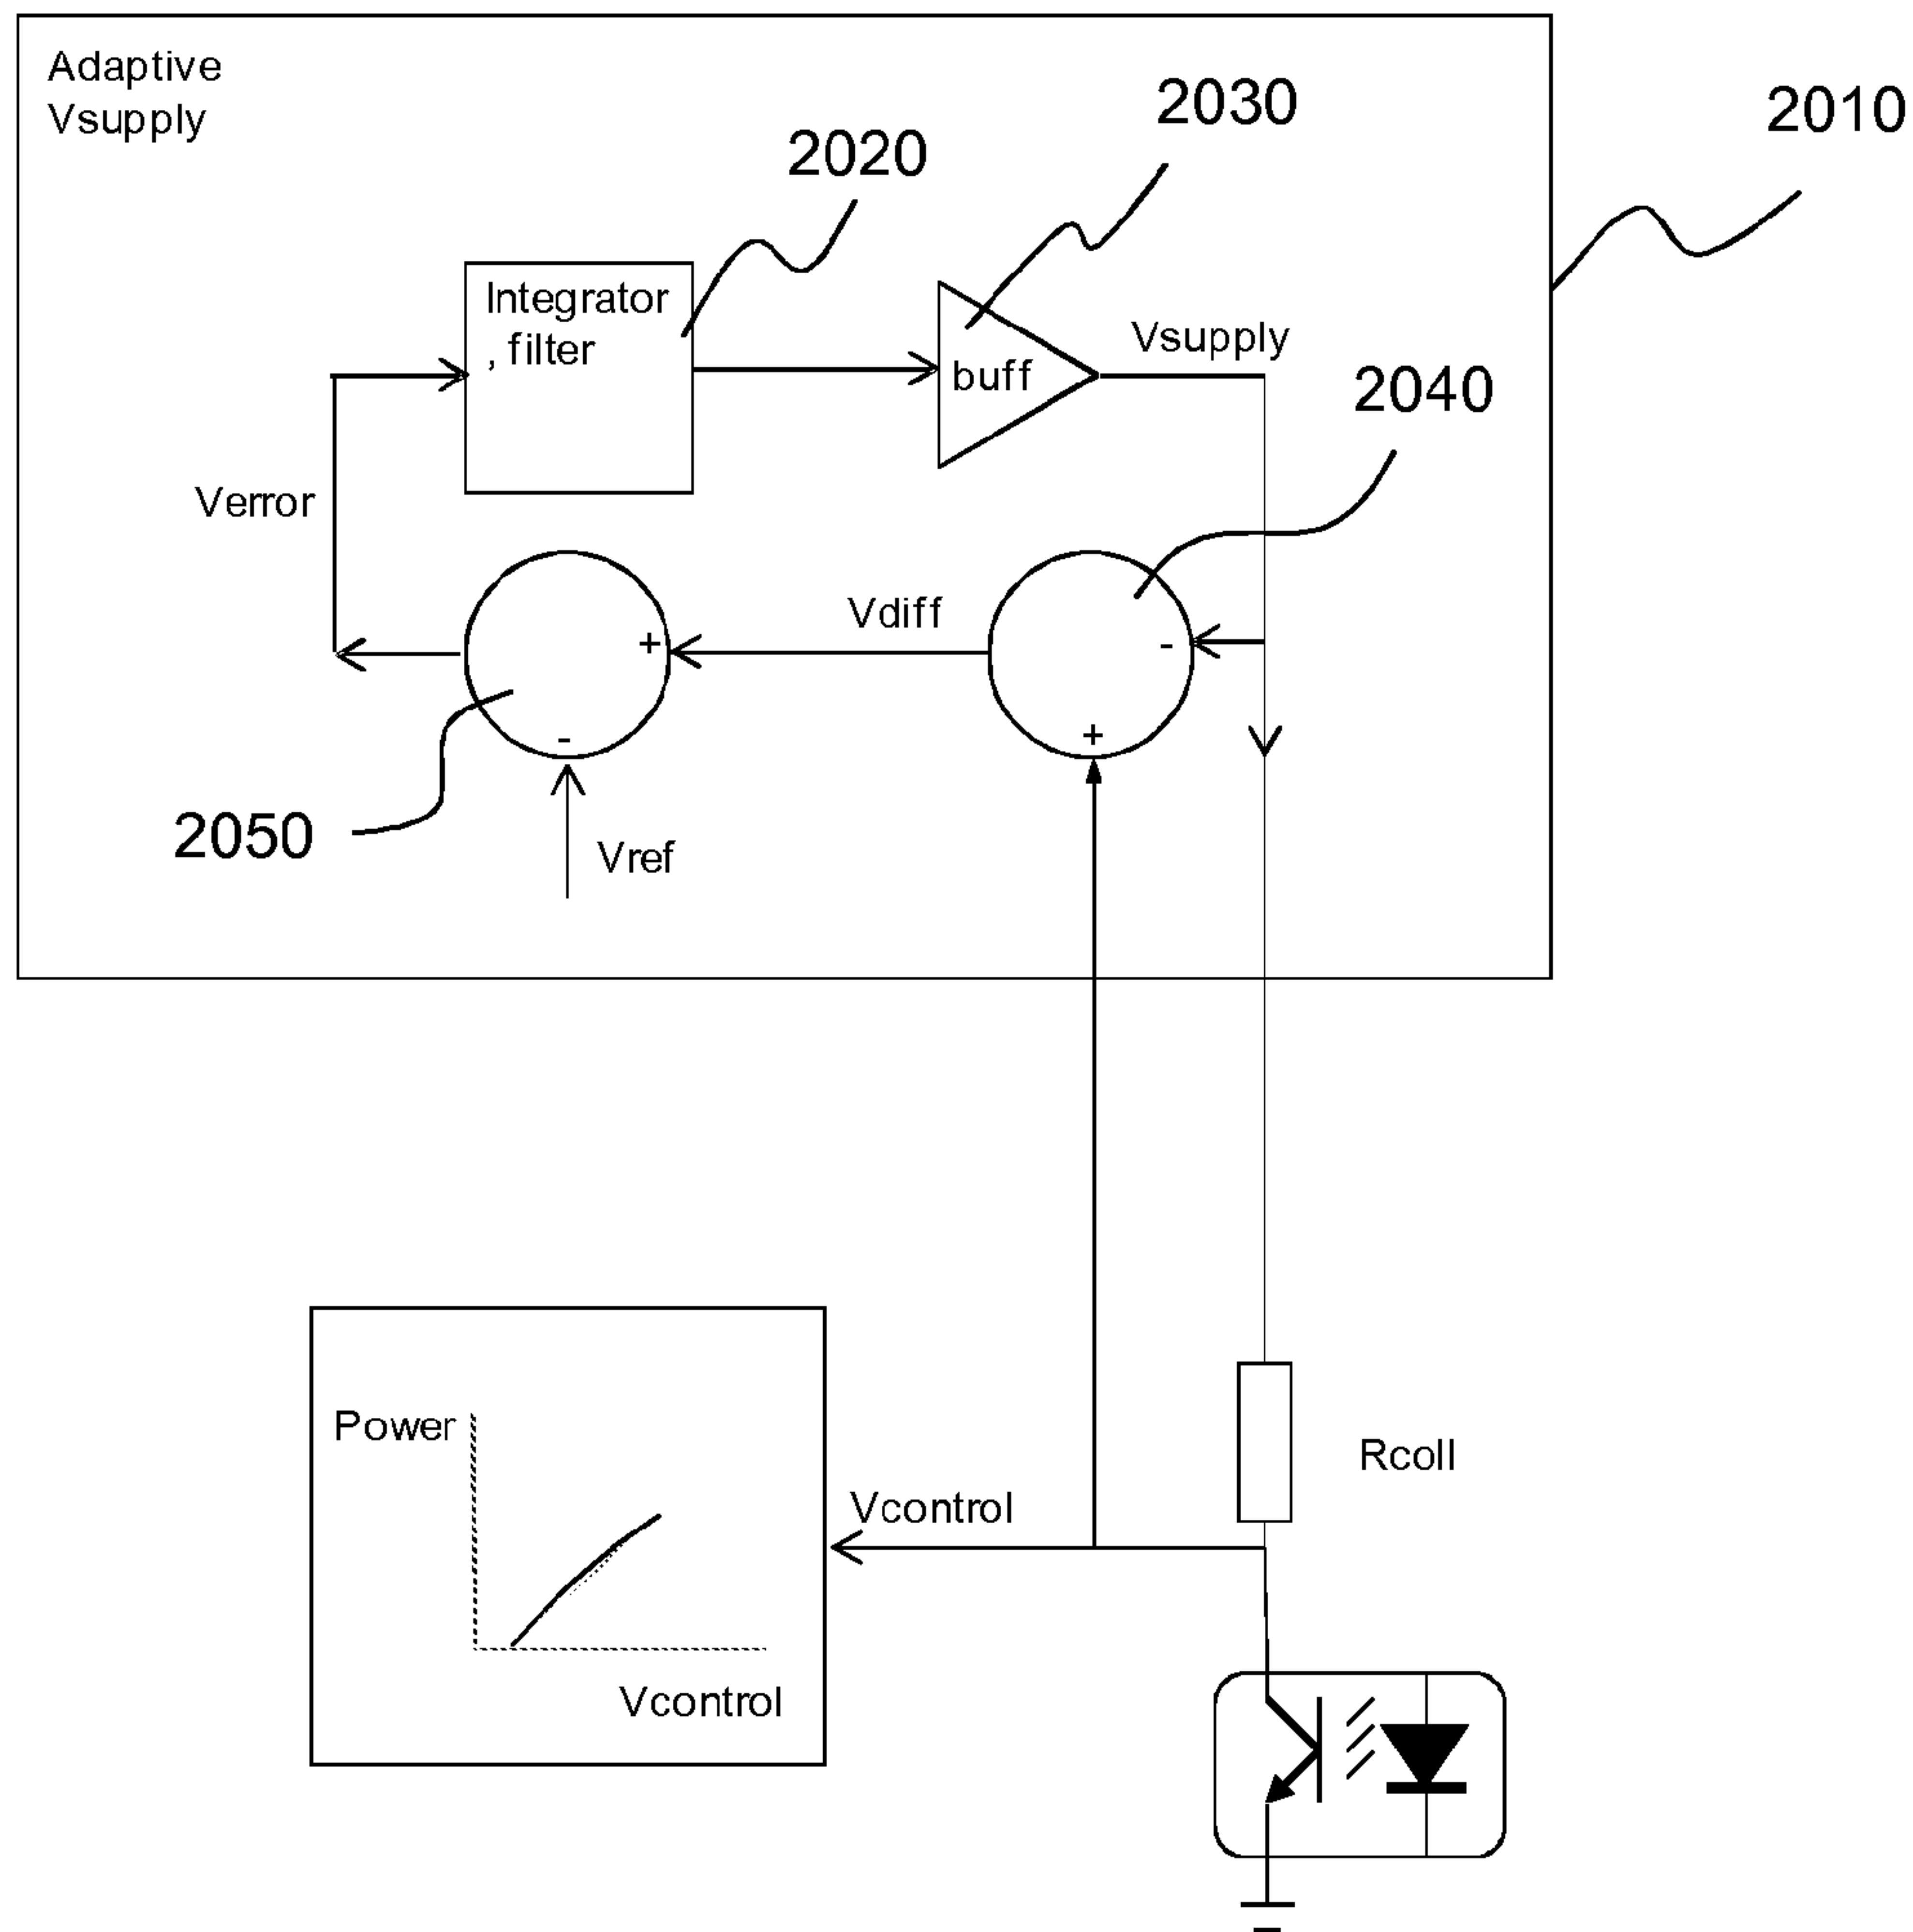 Adaptive
Vsupply
2030
2010
2020
Integrator
, filter
buff
Vsupply
2040
Verror
Vdiff
+
-
-
+
2050
Vref
Power
Vcontrol
Rcoll
Vcontrol